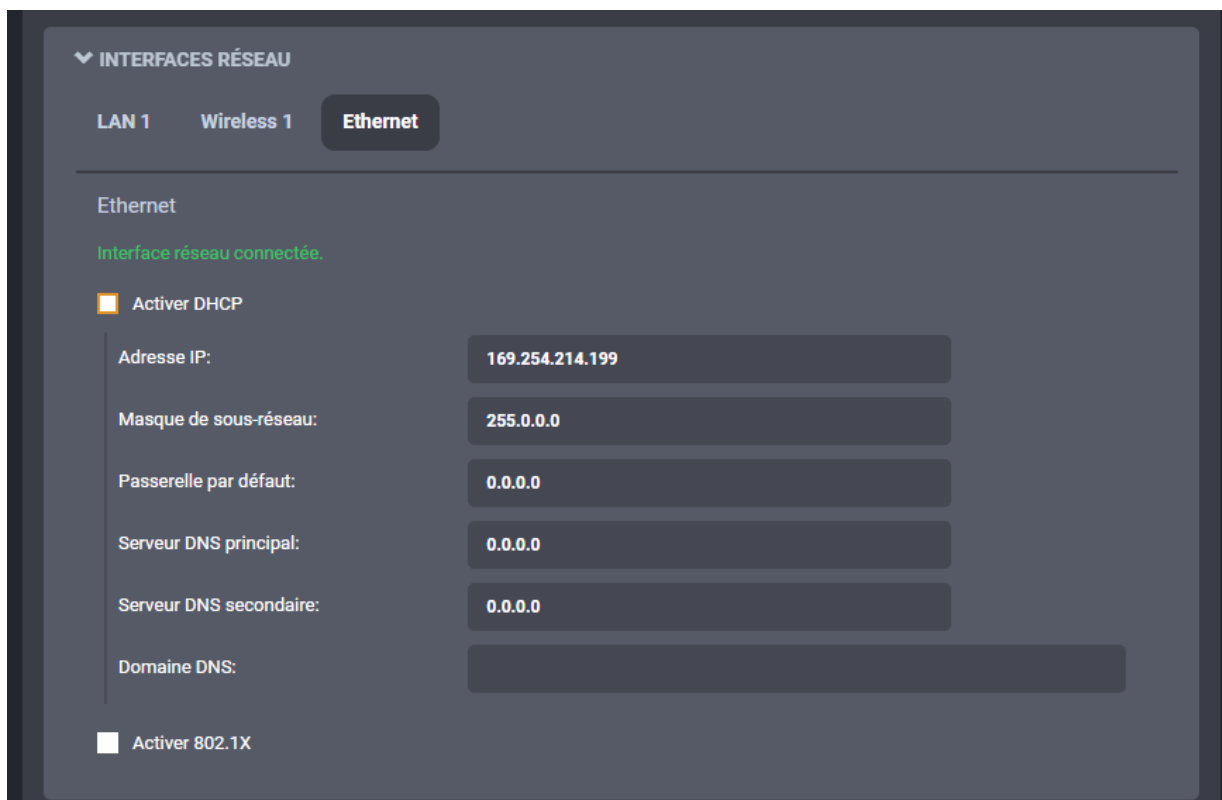 INTERFACES RÉSEAU
LAN 1 Wireless 1 Ethernet
Ethernet
Interface réseau connectée.
Activer DHCP
Adresse IP: 169.254.214.199
Masque de sous-réseau: 255.0.0.0
Passerelle par défaut: 0.0.0.0
Serveur DNS principal: 0.0.0.0
Serveur DNS secondaire: 0.0.0.0
Domaine DNS:
Activer 802.1X